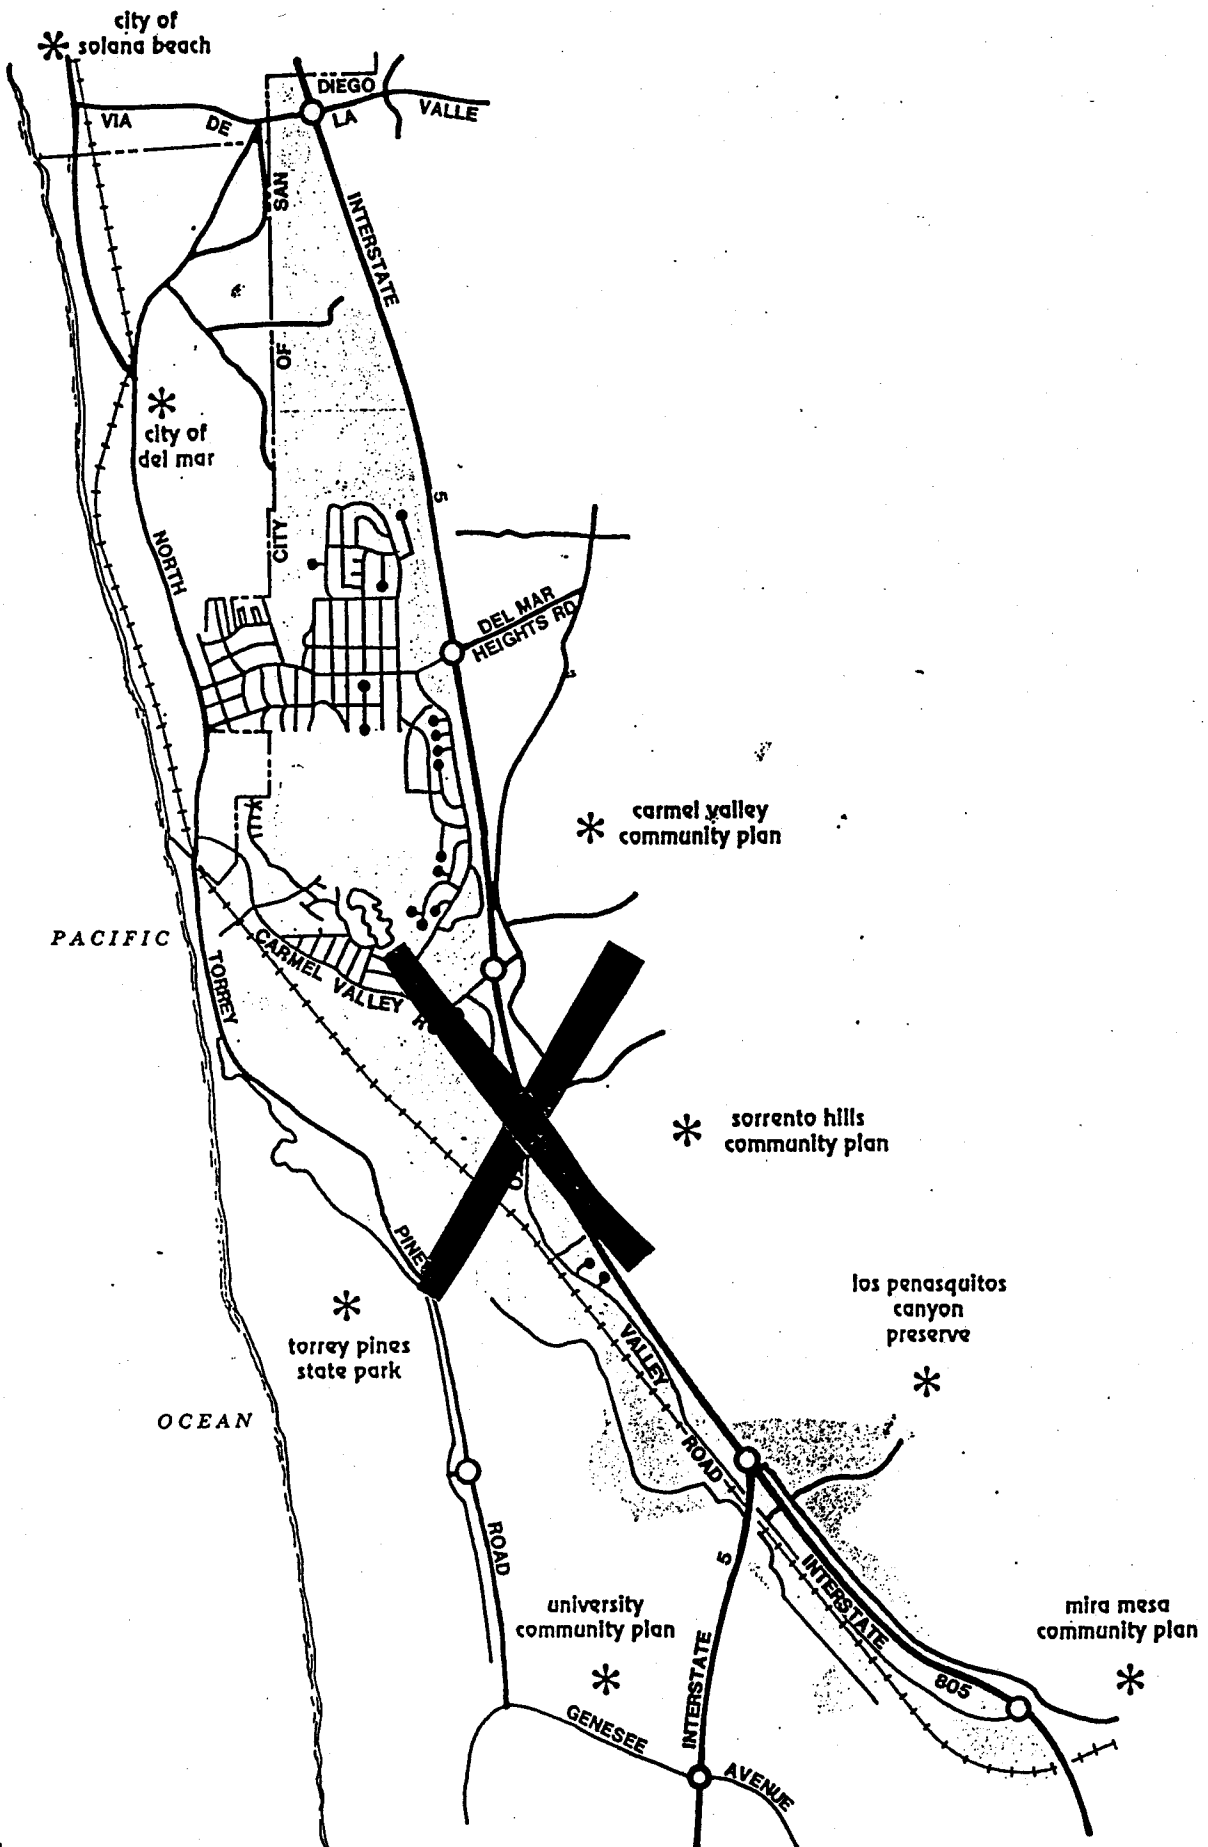 city of
solana beach
DIEGO
VIA DE LA VALLE
SAN
INTERSTATE
OF
city of
del mar
5
CITY
NORTH
DEL MAR
HEIGHTS RD
carmel valley
community plan
PACIFIC
CARMEL VALLEY
TORREY
sorrento hills
community plan
PINE
los penasquitos
canyon
preserve
torrey pines
state park
VALLEY
OCEAN
ROAD
ROAD
5
INTERSTATE
university
community plan
mira mesa
community plan
INTERSTATE
805
GENESEE
AVENUE